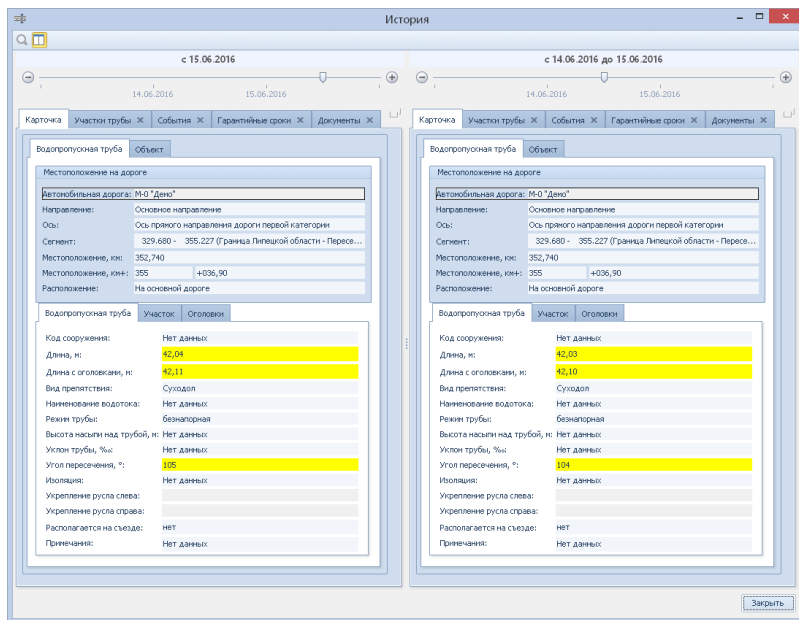 История
с 15.06.2016
14.06.2016 15.06.2016
Карточка Участки трубы События Гарантийные сроки Документы
Водопропускная труба Объект
Местоположение на дороге
Автомобильная дорога: М-0 "Демо"
Направление: Основное направление
Ось: Ось прямого направления дороги первой категории
Сегмент: 329.680 - 355.227 (Граница Липецкой области - Пересе...
Местоположение, км: 352,740
Местоположение, км+: 355 +036,90
Расположение: На основной дороге
Водопропускная труба Участок Оголовки
Код сооружения: Нет данных
Длина, м: 42,04
Длина с оголовками, м: 42,11
Вид препятствия: Суходол
Наименование водотока: Нет данных
Режим трубы: безнапорная
Высота насыпи над трубой, м: Нет данных
Уклон трубы, ‰: Нет данных
Угол пересечения, °: 105
Изоляция: Нет данных
Укрепление русла слева:
Укрепление русла справа:
Располагается на съезде: нет
Примечания: Нет данных
с 14.06.2016 до 15.06.2016
14.06.2016 15.06.2016
Карточка Участки трубы События Гарантийные сроки Документы
Водопропускная труба Объект
Местоположение на дороге
Автомобильная дорога: М-0 "Демо"
Направление: Основное направление
Ось: Ось прямого направления дороги первой категории
Сегмент: 329.680 - 355.227 (Граница Липецкой области - Пересе...
Местоположение, км: 352,740
Местоположение, км+: 355 +036,90
Расположение: На основной дороге
Водопропускная труба Участок Оголовки
Код сооружения: Нет данных
Длина, м: 42,03
Длина с оголовками, м: 42,10
Вид препятствия: Суходол
Наименование водотока: Нет данных
Режим трубы: безнапорная
Высота насыпи над трубой, м: Нет данных
Уклон трубы, ‰: Нет данных
Угол пересечения, °: 104
Изоляция: Нет данных
Укрепление русла слева:
Укрепление русла справа:
Располагается на съезде: нет
Примечания: Нет данных
Закрыть